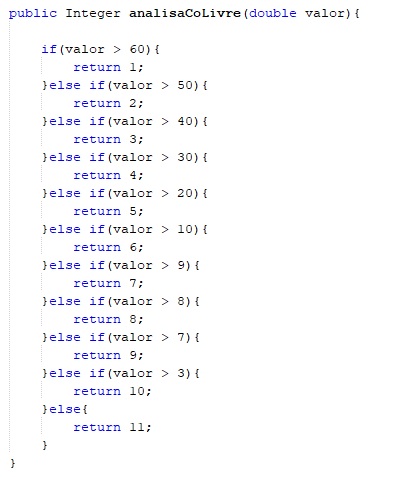 public Integer analisaCoLivre(double valor){
if(valor > 60){
return 1;
}else if(valor > 50){
return 2;
}else if(valor > 40){
return 3;
}else if(valor > 30){
return 4;
}else if(valor > 20){
return 5;
}else if(valor > 10){
return 6;
}else if(valor > 9){
return 7;
}else if(valor > 8){
return 8;
}else if(valor > 7){
return 9;
}else if(valor > 3){
return 10;
}else{
return 11;
}
}